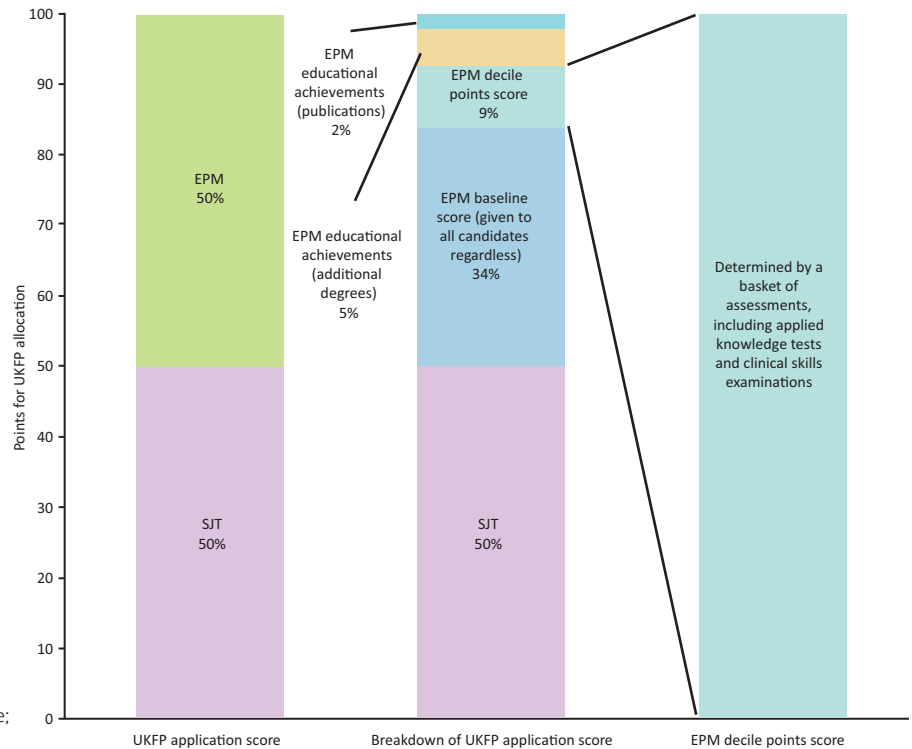 100
90
80
70
60
50
40
30
20
10
0
Points for UKFP allocation
EPM
50%
SJT
50%
EPM
educational
achievements
(publications)
2%
EPM educational
achievements
(additional
degrees)
5%
EPM decile
points score
9%
EPM baseline
score (given to
all candidates
regardless)
34%
SJT
50%
Determined by a
basket of
assessments,
including applied
knowledge tests
and clinical skills
examinations
UKFP application score
Breakdown of UKFP application score
EPM decile points score